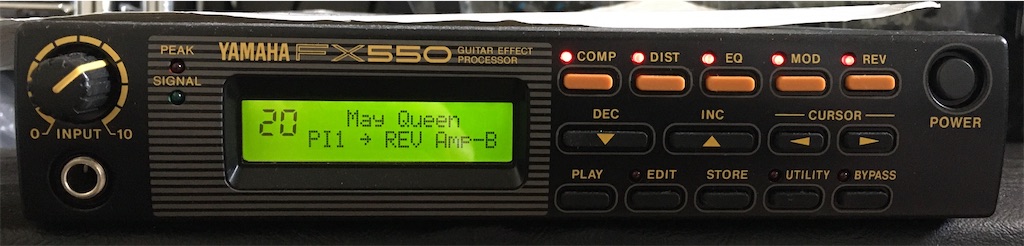 PEAK
SIGNAL
0 INPUT 10
YAMAHA FX550 GUITAR EFFECT
PROCESSOR
20 May Queen
PI1 → REV Amp-B
COMP DIST EQ MOD REV
DEC INC CURSOR
PLAY EDIT STORE UTILITY BYPASS
POWER